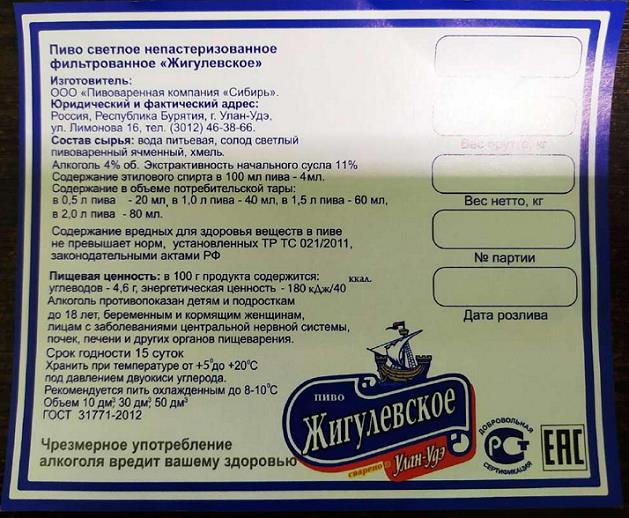 Пиво светлое непастеризованное
фильтрованное «Жигулевское»
Изготовитель:
ООО «Пивоваренная компания «Сибирь».
Юридический и фактический адрес:
Россия, Республика Бурятия, г. Улан-Удэ,
ул. Лимонова 16, тел. (3012) 46-38-66.
Состав сырья: вода питьевая, солод светлый
пивоваренный ячменный, хмель.
Алкоголь 4% об. Экстрактивность начального сусла 11%
Содержание этилового спирта в 100 мл пива - 4мл.
Содержание в объеме потребительской тары:
в 0,5 л пива - 20 мл, в 1,0 л пива - 40 мл, в 1,5 л пива - 60 мл,
в 2,0 л пива - 80 мл.
Содержание вредных для здоровья веществ в пиве
не превышает норм, установленных ТР ТС 021/2011,
законодательными актами РФ
Пищевая ценность: в 100 г продукта содержится:
углеводов - 4,6 г, энергетическая ценность - 180 кДж/40 ккал.
Алкоголь противопоказан детям и подросткам
до 18 лет, беременным и кормящим женщинам,
лицам с заболеваниями центральной нервной системы,
почек, печени и других органов пищеварения.
Срок годности 15 суток
Хранить при температуре от +5°до +20°С
под давлением двуокиси углерода.
Рекомендуется пить охлажденным до 8-10°С
Объем 10 дм³ 30 дм³ 50 дм³
ГОСТ 31771-2012
Чрезмерное употребление
алкоголя вредит вашему здоровью
Вес брутто, кг
Вес нетто, кг
№ партии
Дата розлива
ПИВО
Жигулевское
сварено в Улан-Удэ
ДОБРОВОЛЬНАЯ
РСТ
СЕРТИФИКАЦИЯ
ЕАС